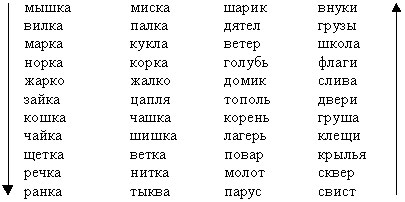 мышка миска шарик внуки
вилка палка дятел грузы
марка кукла ветер школа
норка корка голубь флаги
жарко жалко домик слива
зайка цапля тополь двери
кошка чашка корень груша
чайка шишка лагерь клещи
щетка ветка повар крылья
речка нитка молот сквер
ранка тыква парус свист